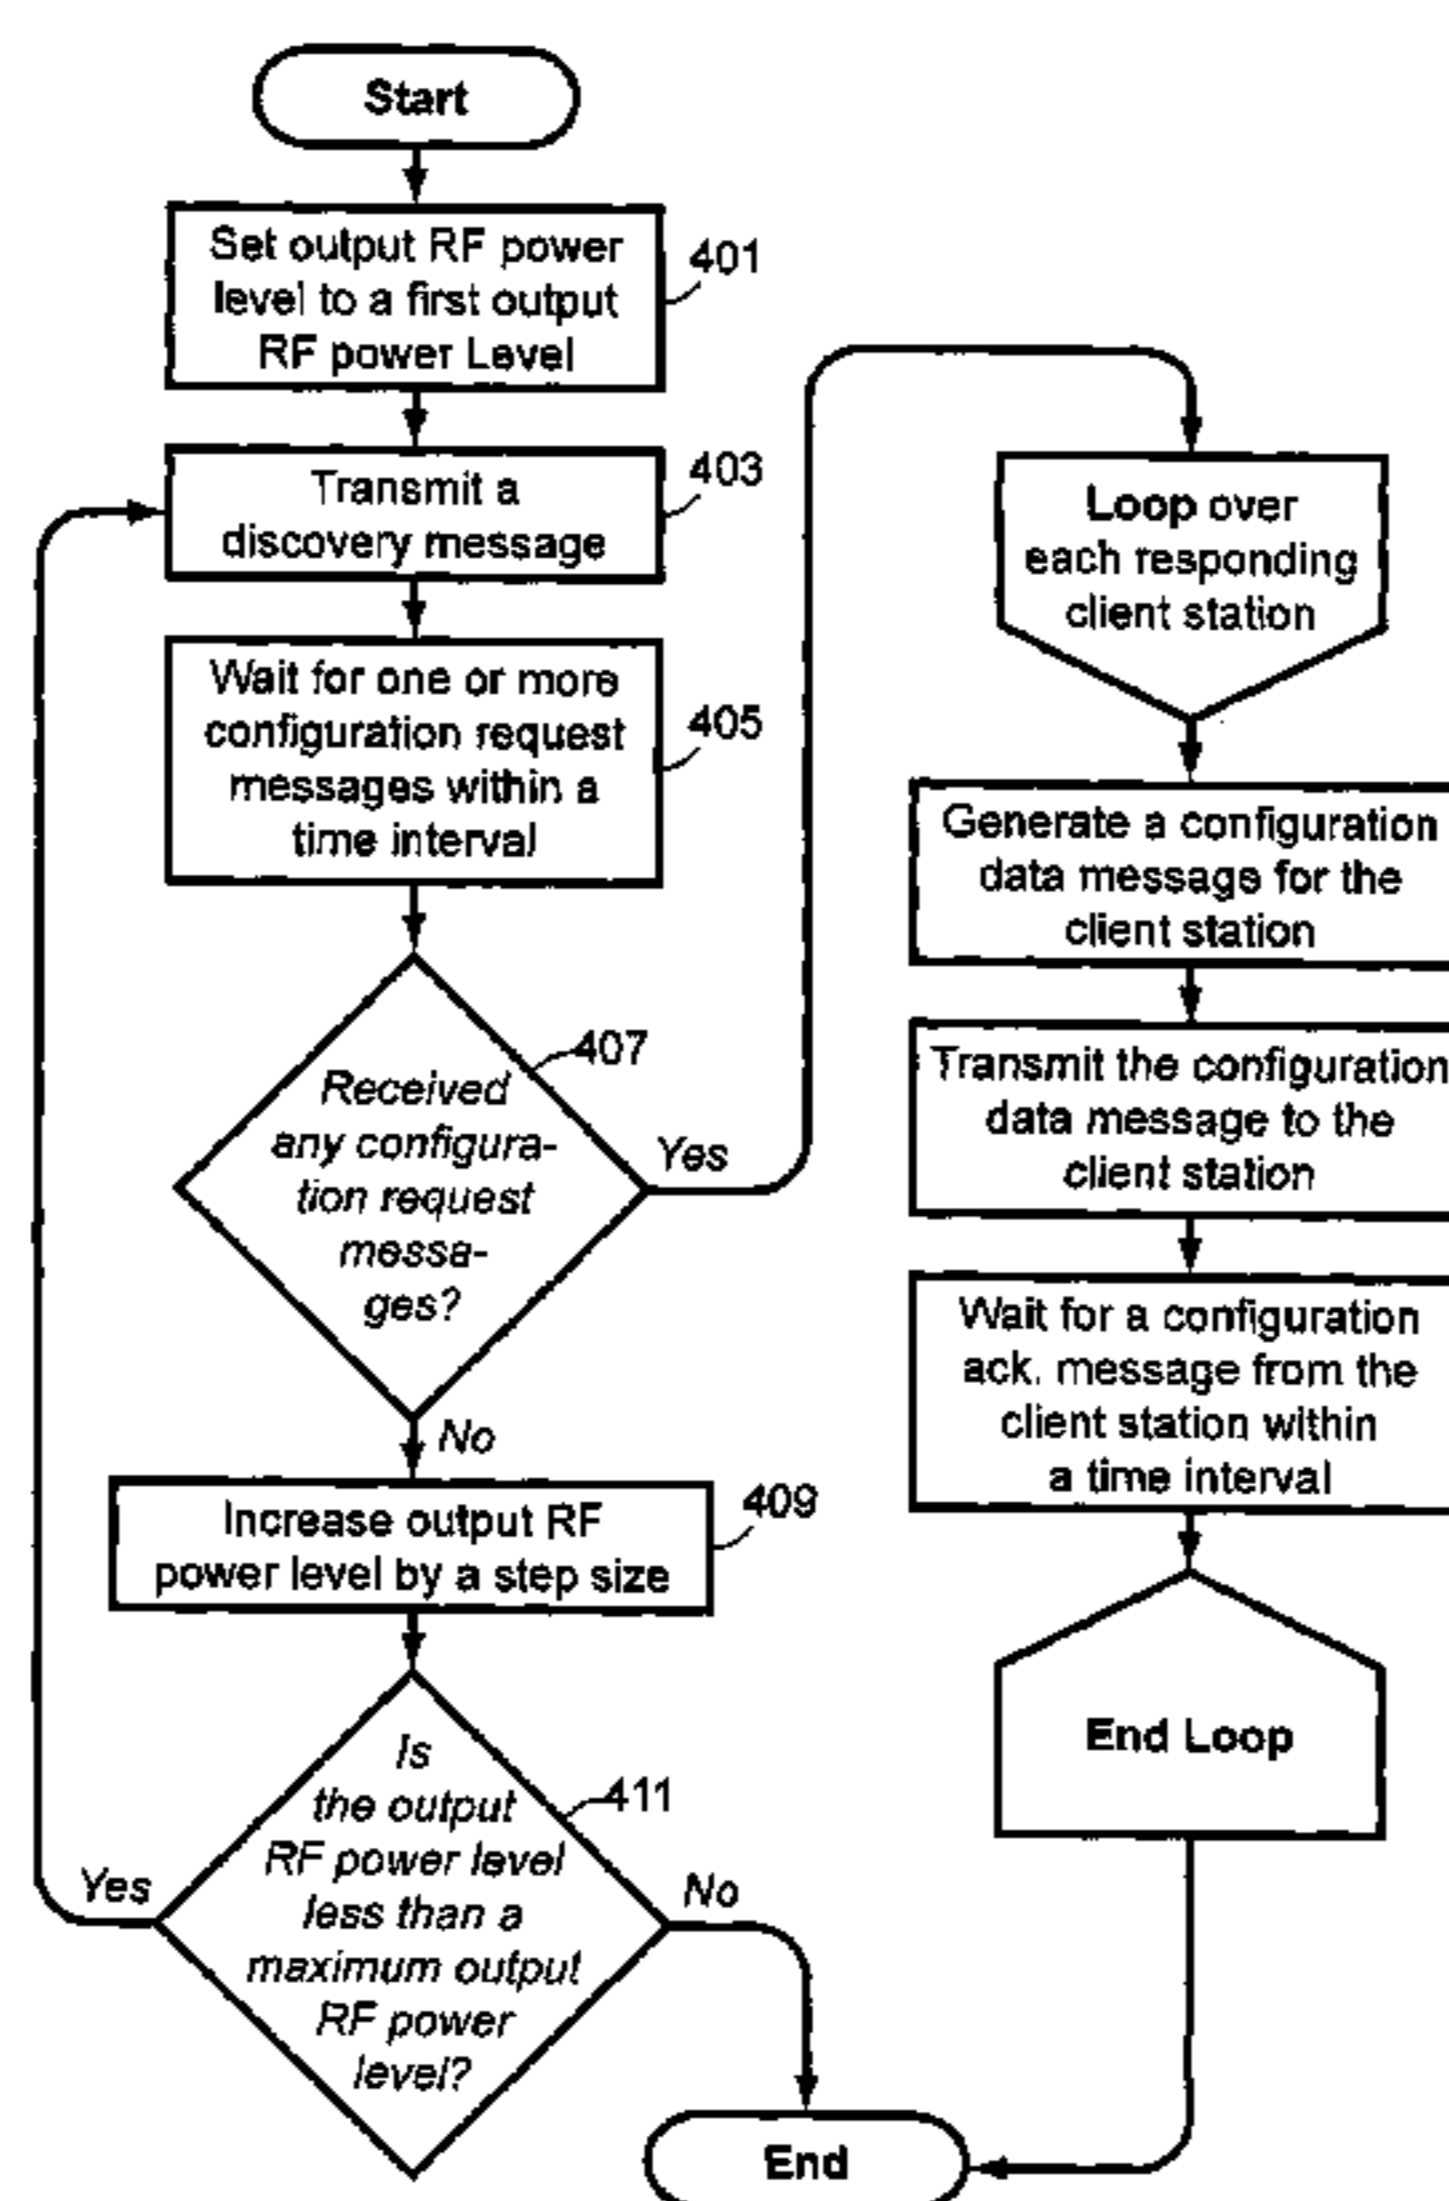 Start
Set output RF power
level to a first output
RF power Level
401
Transmit a
discovery message
403
Wait for one or more
configuration request
messages within a
time interval
405
Received
any configura-
tion request
messa-
ges?
407
Yes
No
Increase output RF
power level by a step size
409
Is
the output
RF power level
less than a
maximum output
RF power
level?
411
Yes
No
Loop over
each responding
client station
Generate a configuration
data message for the
client station
Transmit the configuration
data message to the
client station
Wait for a configuration
ack. message from the
client station within
a time interval
End Loop
End